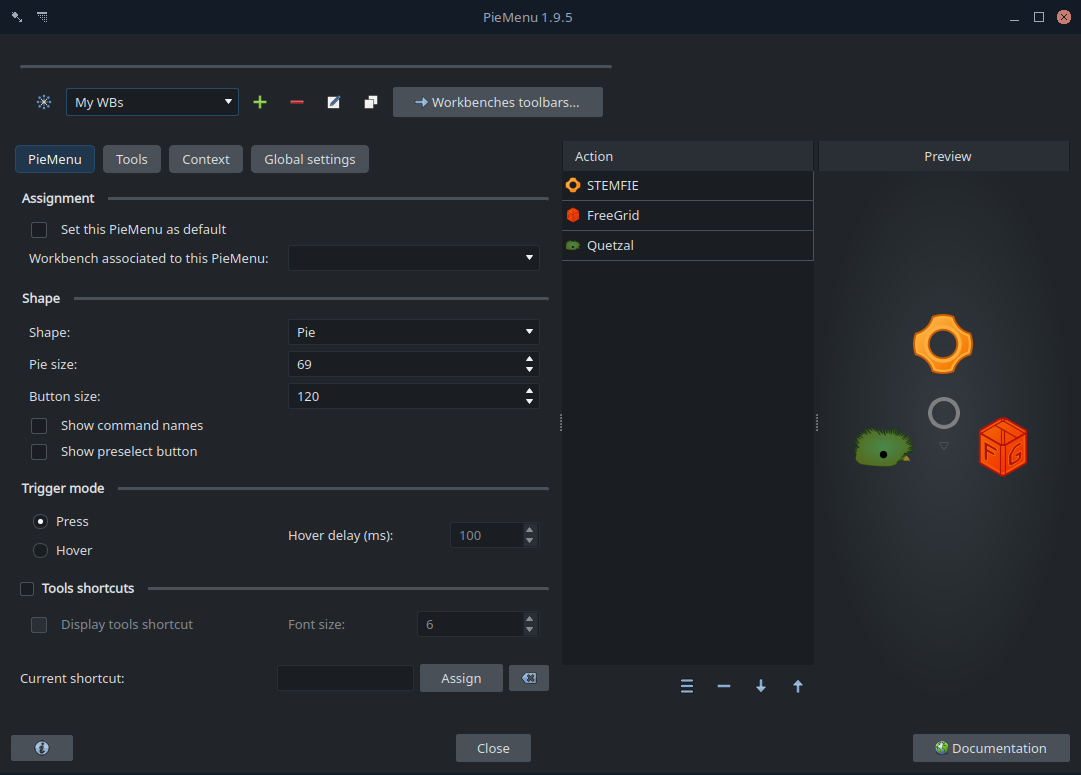 PieMenu 1.9.5
My WBs
Workbenches toolbars...
PieMenu
Tools
Context
Global settings
Assignment
Set this PieMenu as default
Workbench associated to this PieMenu:
Shape
Shape:
Pie
Pie size:
69
Button size:
120
Show command names
Show preselect button
Trigger mode
Press
Hover delay (ms):
100
Hover
Tools shortcuts
Display tools shortcut
Font size:
6
Current shortcut:
Assign
Action
STEMFIE
FreeGrid
Quetzal
Preview
F G
Close
Documentation